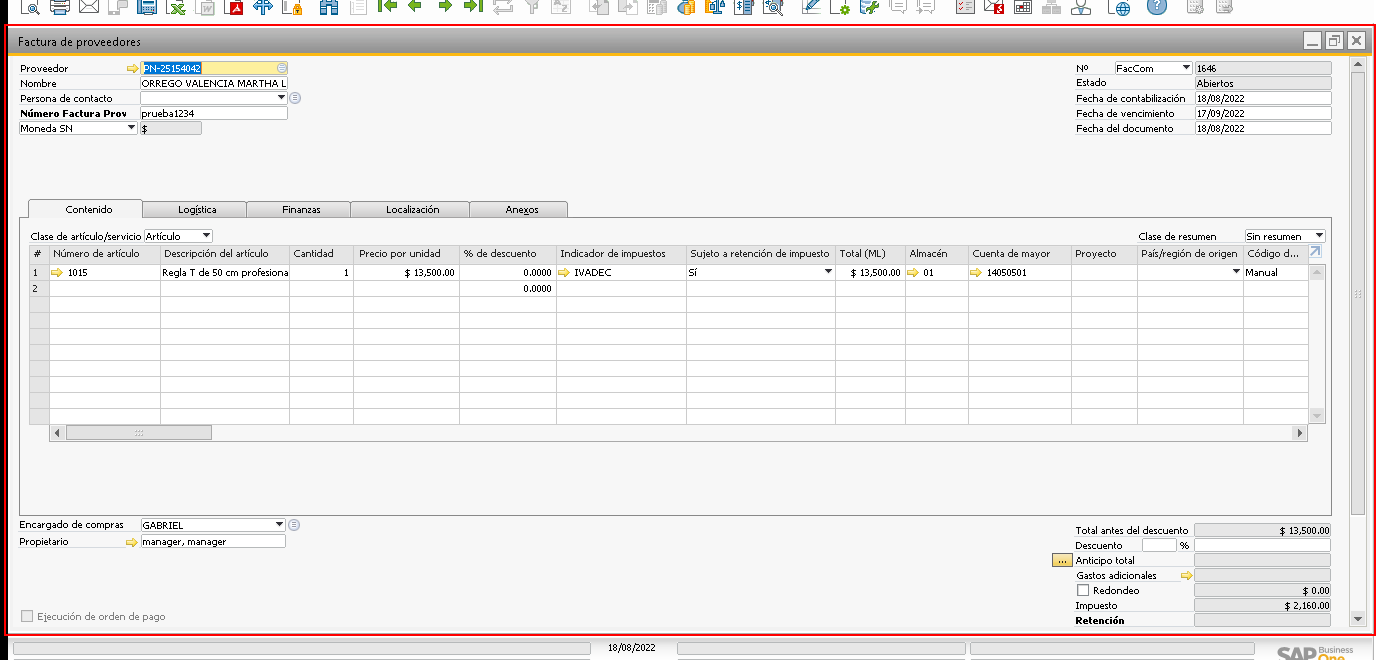 Factura de proveedores
Proveedor PN-25154042
Nombre ORREGO VALENCIA MARTHA L
Persona de contacto
Número Factura Prov prueba1234
Moneda SN $
Nº FacCom 1646
Estado Abiertos
Fecha de contabilización 18/08/2022
Fecha de vencimiento 17/09/2022
Fecha del documento 18/08/2022
Contenido Logística Finanzas Localización Anexos
Clase de artículo/servicio Artículo Clase de resumen Sin resumen
# Número de artículo Descripción del artículo Cantidad Precio por unidad % de descuento Indicador de impuestos Sujeto a retención de impuesto Total (ML) Almacén Cuenta de mayor Proyecto País/región de origen Código d...
1 1015 Regla T de 50 cm profesiona 1 $ 13,500.00 0.0000 IVADEC Sí $ 13,500.00 01 14050501 Manual
2 0.0000
Encargado de compras GABRIEL
Propietario manager, manager
Ejecución de orden de pago
Total antes del descuento $ 13,500.00
Descuento %
... Anticipo total
Gastos adicionales
Redondeo $ 0.00
Impuesto $ 2,160.00
Retención
18/08/2022
SAP Business One